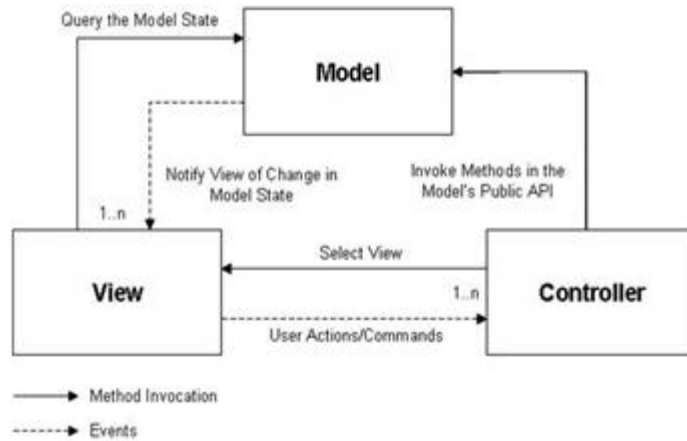 Query the Model State
Model
Notify View of Change in
Model State
Invoke Methods in the
Model's Public API
1..n
Select View
View
1..n
Controller
User Actions/Commands
Method Invocation
Events